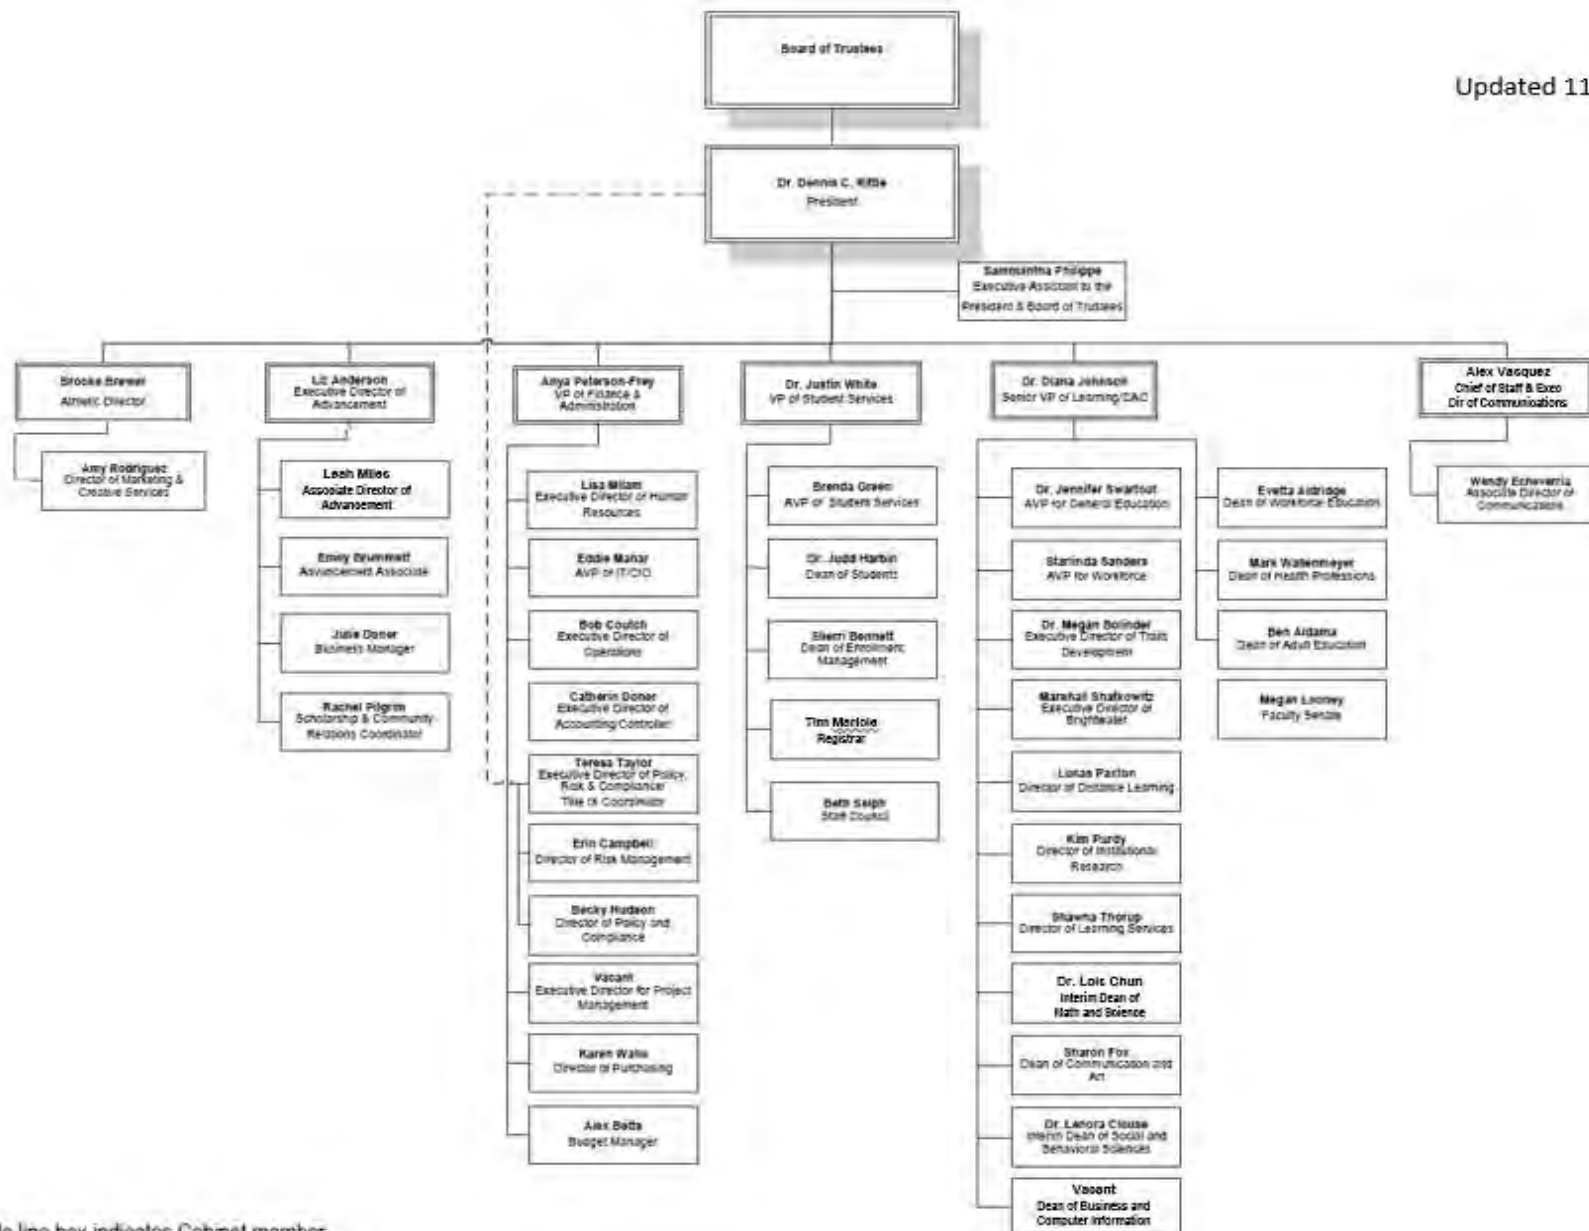 Board of Trustees
Updated 11
Dr. Dennis C. Rittle
President
Sammantha Philippe
Executive Assistant to the
President & Board of Trustees
Brooke Brewer
Athletic Director
Amy Rodriguez
Director of Marketing &
Creative Services
Liz Anderson
Executive Director of
Advancement
Leah Miles
Associate Director of
Advancement
Emily Brummett
Advancement Associate
Julie Doner
Business Manager
Rachel Pilgrim
Scholarship & Community
Relations Coordinator
Anya Peterson-Frey
VP of Finance &
Administration
Lisa Milam
Executive Director of Human
Resources
Eddie Manar
AVP of IT/CIO
Bob Coutch
Executive Director of
Operations
Catherin Doner
Executive Director of
Accounting/Controller
Teresa Taylor
Executive Director of Policy,
Risk & Compliance/
Title IX Coordinator
Erin Campbell
Director of Risk Management
Becky Hudson
Director of Policy and
Compliance
Vacant
Executive Director for Project
Management
Karen
Director of Purchasing
Alex Betts
Budget Manager
Dr. Justin White
VP of Student Services
Brenda Green
AVP of Student Services
Dr. Judd Harbin
Dean of Students
Sherri Bennett
Dean of Enrollment
Management
Tim
Registrar
Beth
Staff Council
Dr. Diana Johnson
Senior VP of Learning/CAO
Dr. Jennifer Swartout
AVP for General Education
Starlinda Sanders
AVP for Workforce
Dr. Megan Bolinder
Executive Director of Trails
Development
Marshall Shafkowitz
Executive Director of
Brightwater
Lucas Paxton
Director of Distance Learning
Kim Purdy
Director of Institutional
Research
Shawna Thorup
Director of Learning Services
Dr. Lois Chun
Interim Dean of
Math and Science
Sharon Fox
Dean of Communication and
Art
Dr. Lenora Clouse
Interim Dean of Social and
Behavioral Sciences
Vacant
Dean of Business and
Computer Information
Evetta Aldridge
Dean of Workforce Education
Mark Wallenmeyer
Dean of Health Professions
Ben Aldama
Dean of Adult Education
Megan Looney
Faculty Senate
Alex Vasquez
Chief of Staff & Exec
Dir of Communications
Wendy Echeverria
Associate Director of
Communications
line box indicates Cabinet member